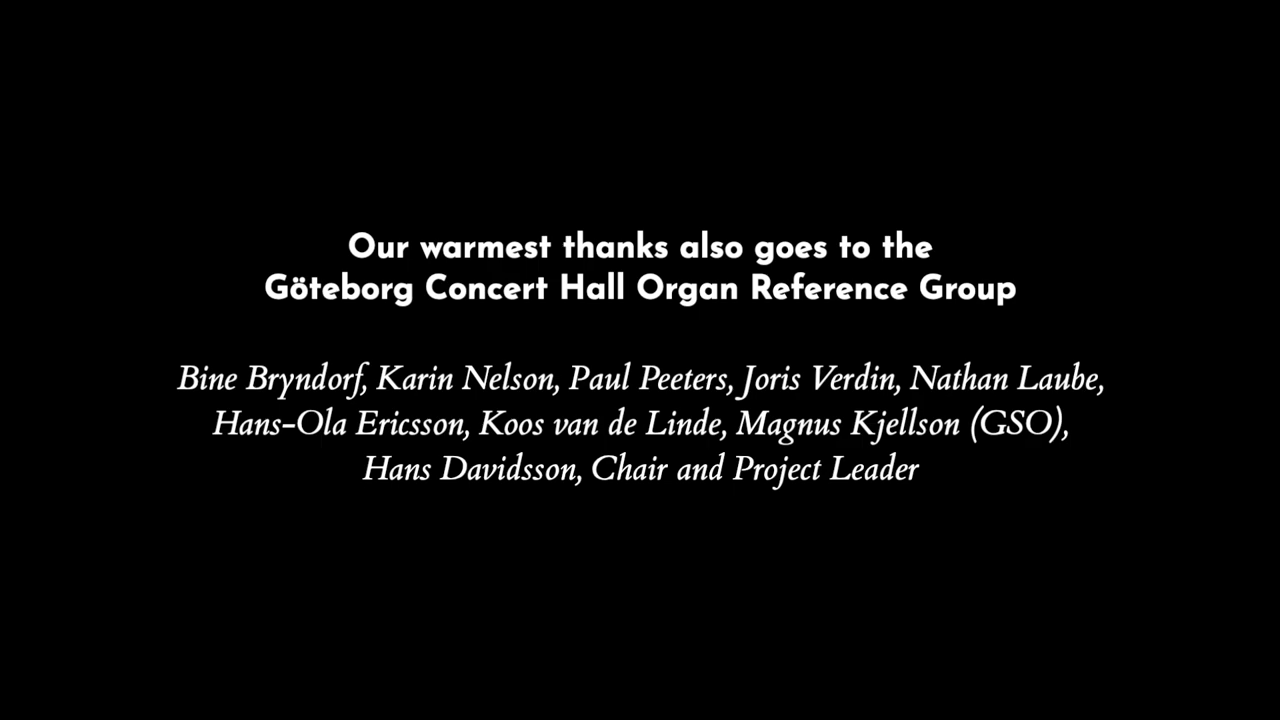 Our warmest thanks also goes to the
Göteborg Concert Hall Organ Reference Group
Bine Bryndorf, Karin Nelson, Paul Peeters, Joris Verdin, Nathan Laube,
Hans-Ola Ericsson, Koos van de Linde, Magnus Kjellson (GSO),
Hans Davidsson, Chair and Project Leader